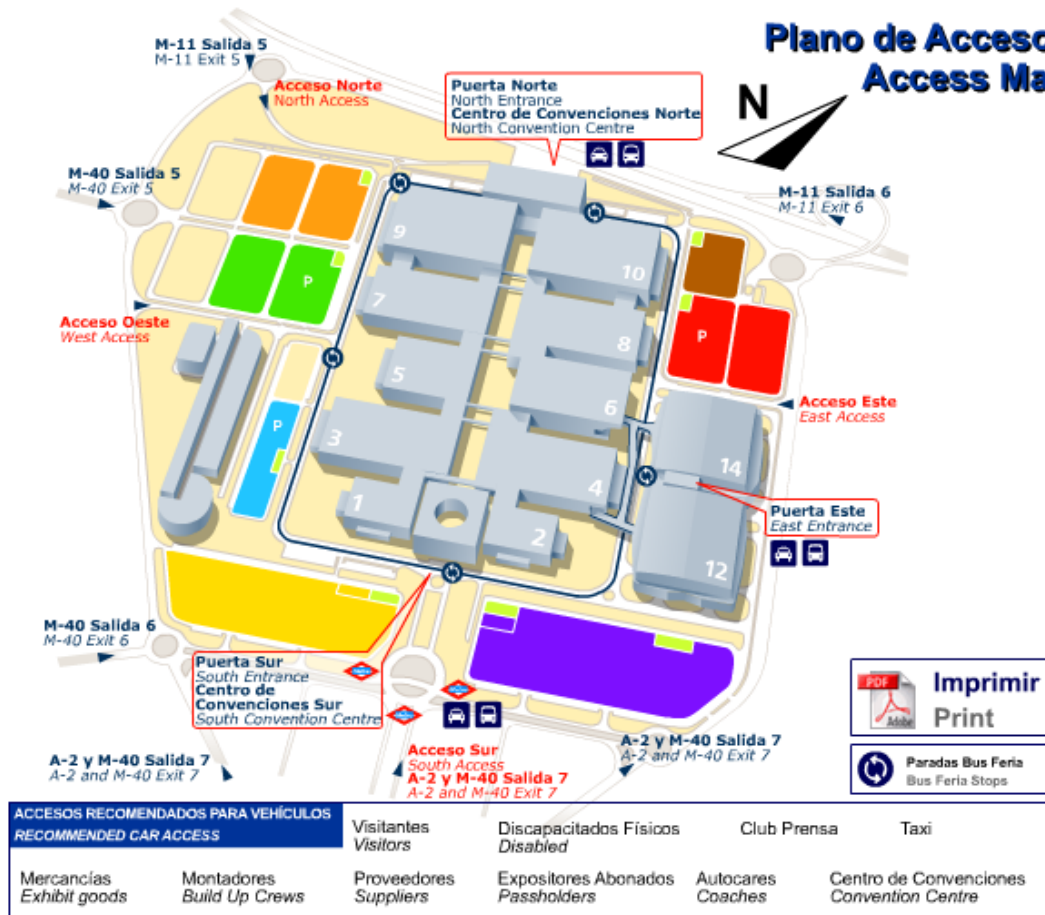 Plano de Acceso
Access Ma
M-11 Salida 5
M-11 Exit 5
Acceso Norte
North Access
Puerta Norte
North Entrance
Centro de Convenciones Norte
North Convention Centre
N
M-40 Salida 5
M-40 Exit 5
M-11 Salida 6
M-11 Exit 6
9
10
P
7
P
Acceso Oeste
West Access
8
5
6
Acceso Este
East Access
P
3
14
4
1
2
Puerta Este
East Entrance
12
M-40 Salida 6
M-40 Exit 6
Puerta Sur
South Entrance
Centro de
Convenciones Sur
South Convention Centre
PDF
Adobe
Imprimir
Print
A-2 y M-40 Salida 7
A-2 and M-40 Exit 7
Acceso Sur
South Access
A-2 y M-40 Salida 7
A-2 and M-40 Exit 7
A-2 y M-40 Salida 7
A-2 and M-40 Exit 7
Paradas Bus Feria
Bus Feria Stops
ACCESOS RECOMENDADOS PARA VEHÍCULOS
RECOMMENDED CAR ACCESS
Visitantes
Visitors
Discapacitados Físicos
Disabled
Club Prensa
Taxi
Mercancías
Exhibit goods
Montadores
Build Up Crews
Proveedores
Suppliers
Expositores Abonados
Passholders
Autocares
Coaches
Centro de Convenciones
Convention Centre